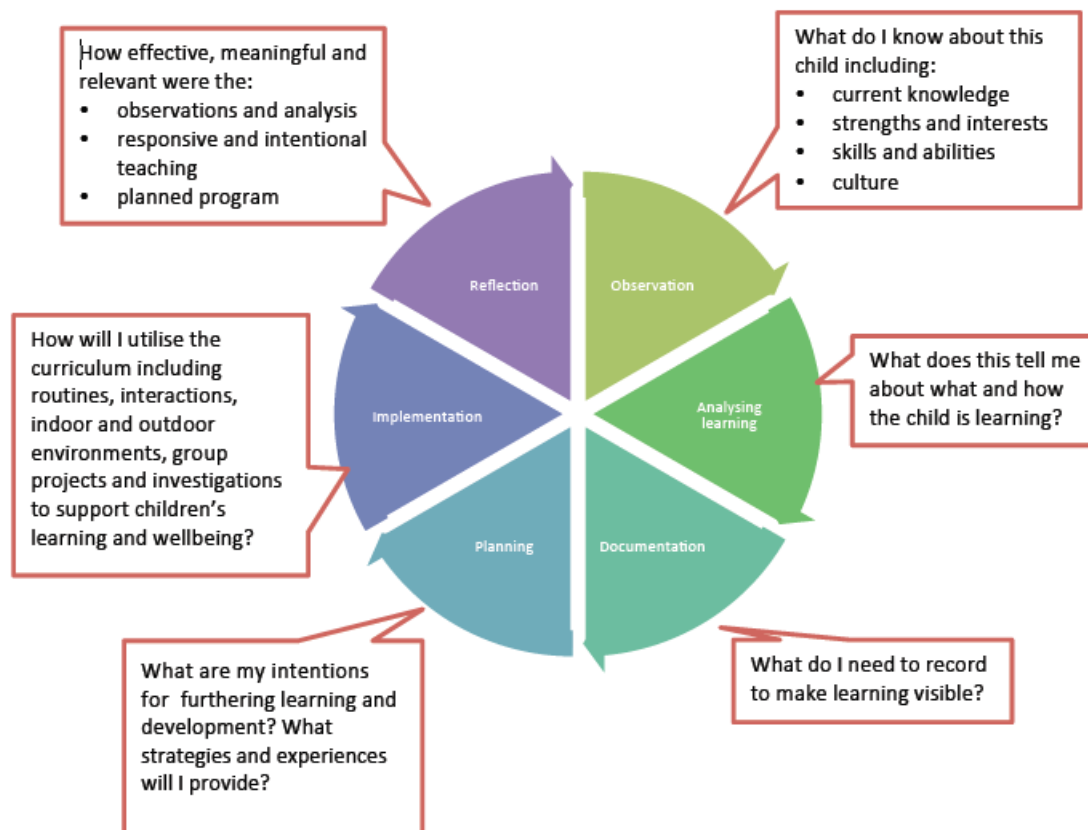 How effective, meaningful and
relevant were the:
• observations and analysis
• responsive and intentional
teaching
• planned program
What do I know about this
child including:
• current knowledge
• strengths and interests
• skills and abilities
• culture
Reflection
Observation
How will I utilise the
curriculum including
routines, interactions,
indoor and outdoor
environments, group
projects and investigations
to support children’s
learning and wellbeing?
Implementation
Analysing
learning
What does this tell me
about what and how
the child is learning?
Planning
Documentation
What are my intentions
for furthering learning and
development? What
strategies and experiences
will I provide?
What do I need to record
to make learning visible?